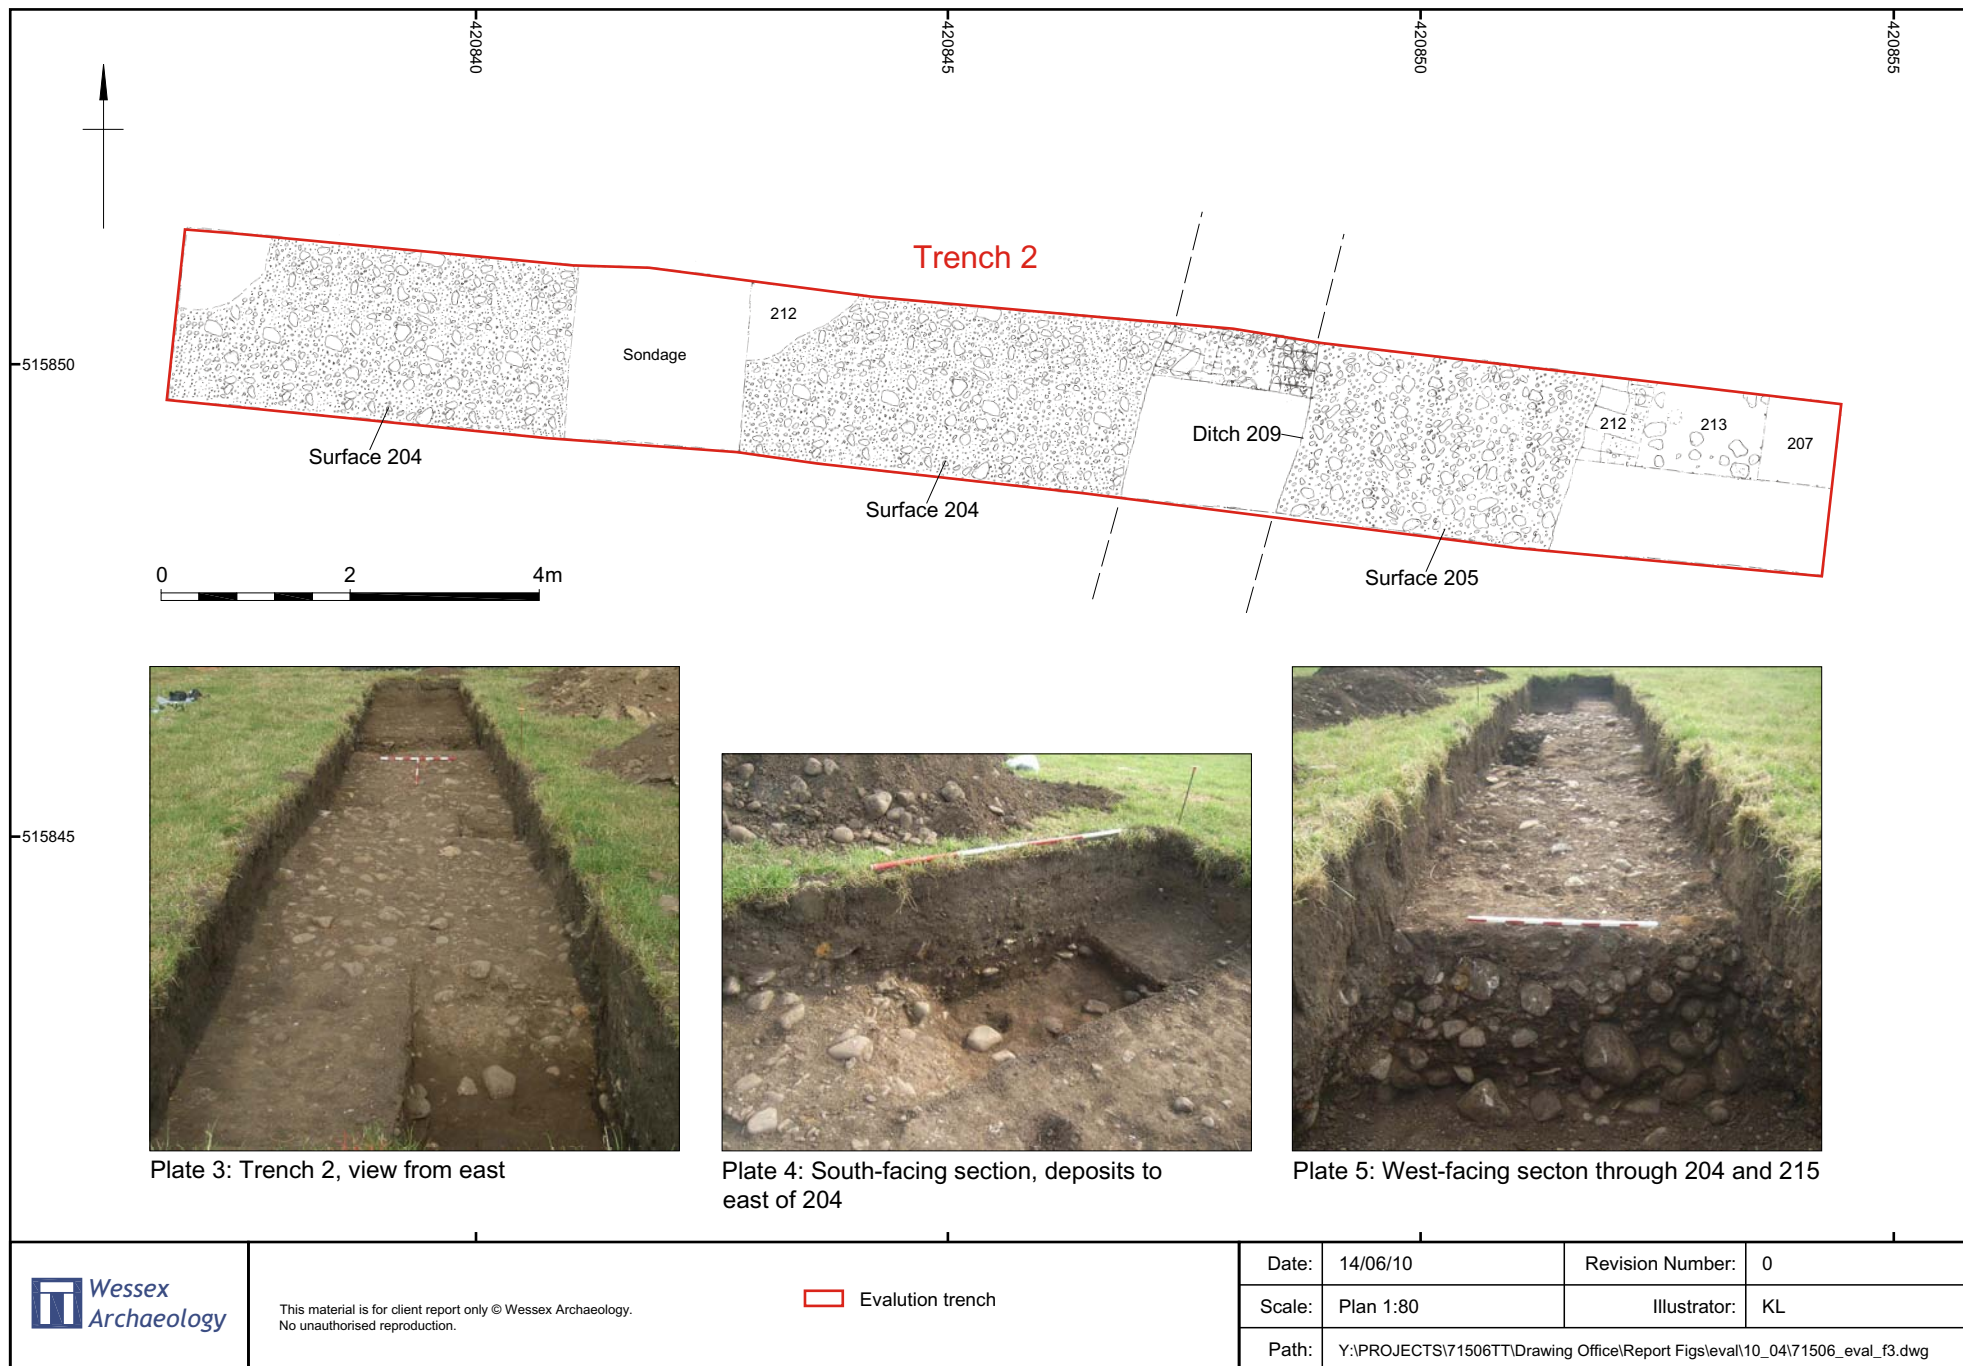 420840
420845
420850
420855
Trench 2
212
Sondage
515850
Ditch 209
212
213
207
Surface 204
Surface 204
Surface 205
0 2 4m
515845
Plate 3: Trench 2, view from east
Plate 4: South-facing section, deposits to
east of 204
Plate 5: West-facing secton through 204 and 215
Wessex
Archaeology
This material is for client report only © Wessex Archaeology.
No unauthorised reproduction.
Evalution trench
Date: 14/06/10 Revision Number: 0
Scale: Plan 1:80 Illustrator: KL
Path: Y:\PROJECTS\71506TT\Drawing Office\Report Figs\eval\10_04\71506_eval_f3.dwg